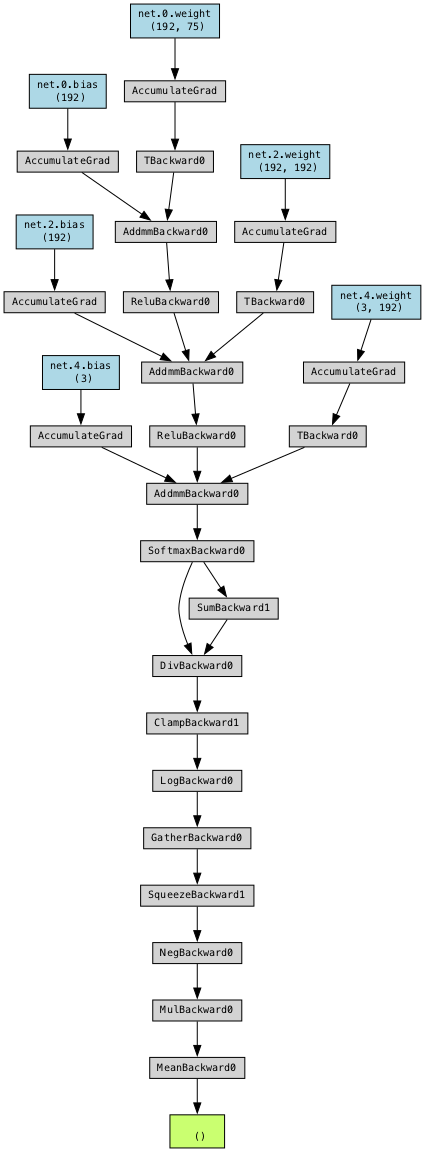 net.0.weight
(192, 75)
net.0.bias
(192)
AccumulateGrad
AccumulateGrad
TBackward0
net.2.weight
(192, 192)
net.2.bias
(192)
AddmmBackward0
AccumulateGrad
AccumulateGrad
ReluBackward0
TBackward0
net.4.weight
(3, 192)
net.4.bias
(3)
AddmmBackward0
AccumulateGrad
AccumulateGrad
ReluBackward0
TBackward0
AddmmBackward0
SoftmaxBackward0
SumBackward1
DivBackward0
ClampBackward1
LogBackward0
GatherBackward0
SqueezeBackward1
NegBackward0
MulBackward0
MeanBackward0
()